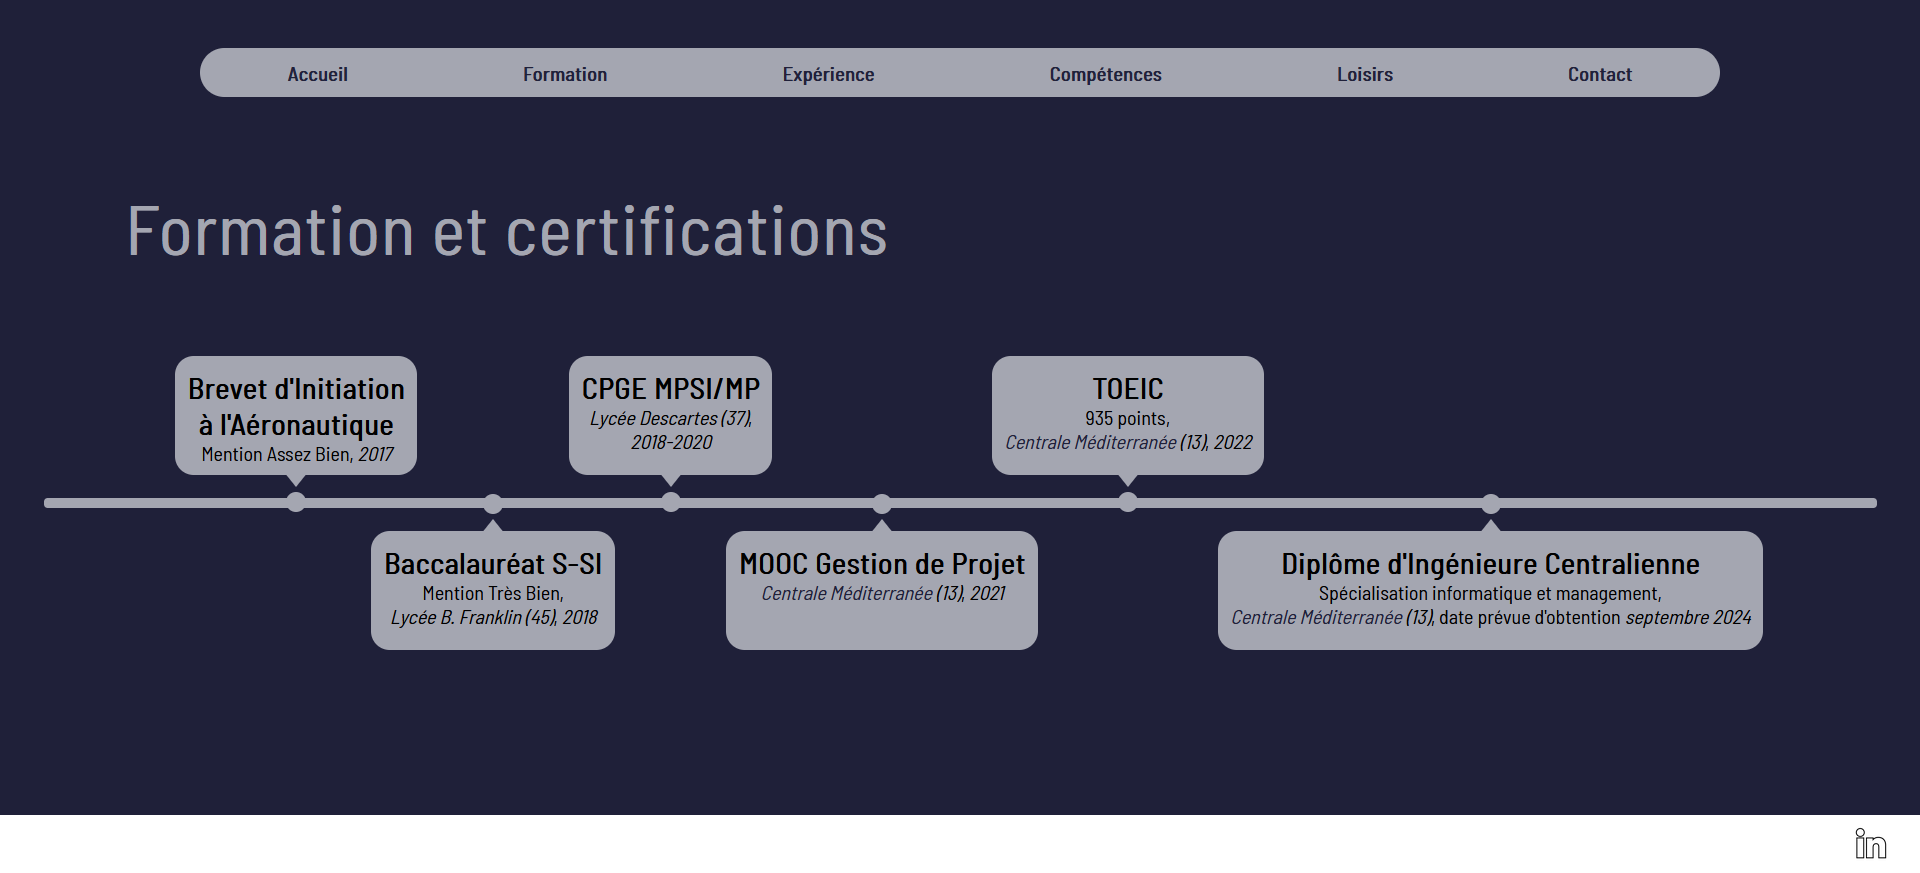 Accueil
Formation
Expérience
Compétences
Loisirs
Contact
Formation et certifications
Brevet d'Initiation
à l'Aéronautique
Mention Assez Bien, 2017
CPGE MPSI/MP
Lycée Descartes (37),
2018-2020
TOEIC
935 points,
Centrale Méditerranée (13), 2022
Baccalauréat S-SI
Mention Très Bien,
Lycée B. Franklin (45), 2018
MOOC Gestion de Projet
Centrale Méditerranée (13), 2021
Diplôme d'Ingénieure Centralienne
Spécialisation informatique et management,
Centrale Méditerranée (13), date prévue d'obtention septembre 2024
in